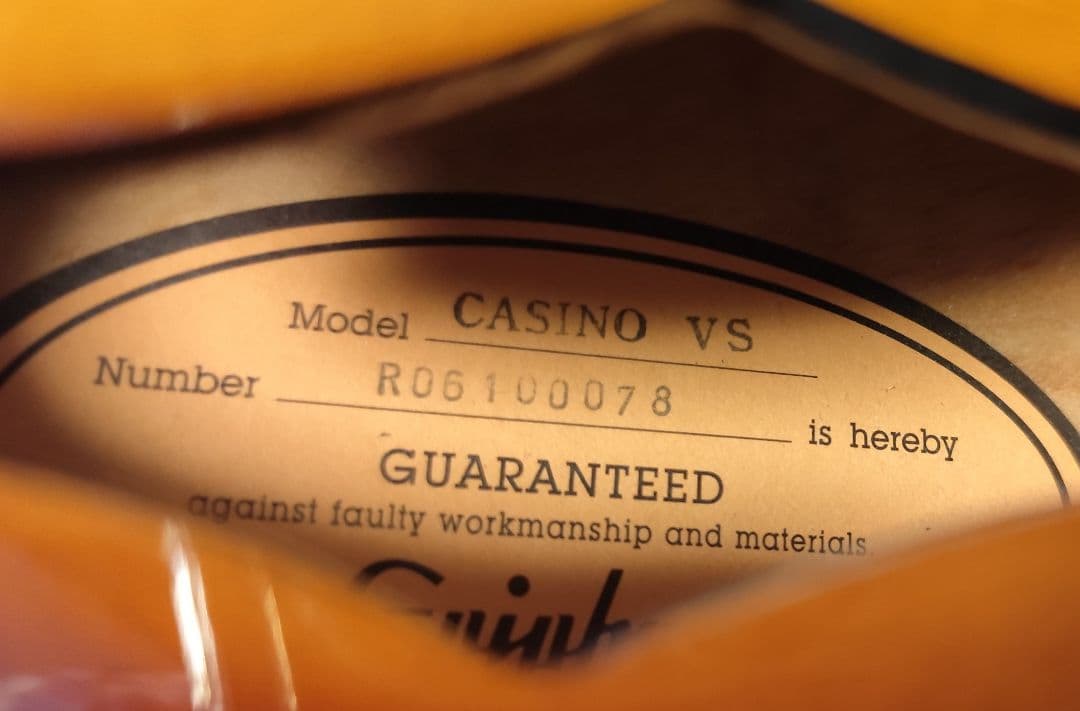 Model CASINO VS
Number R06100078 is hereby
GUARANTEED
against faulty workmanship and materials